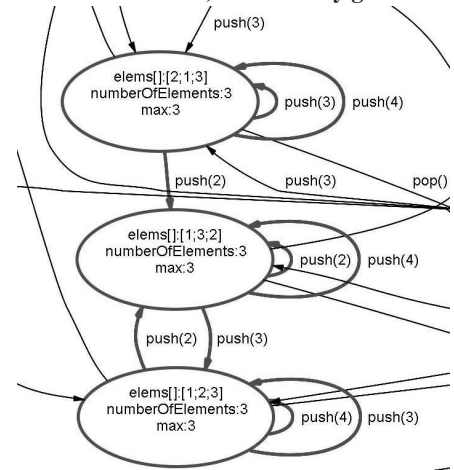 push(3)
elems[]:[2;1;3]
numberOfElements:3
max:3
push(3)
push(4)
push(2)
push(3)
pop()
elems[]:[1;3;2]
numberOfElements:3
max:3
push(2)
push(4)
push(2)
push(3)
elems[]:[1;2;3]
numberOfElements:3
max:3
push(4)
push(3)